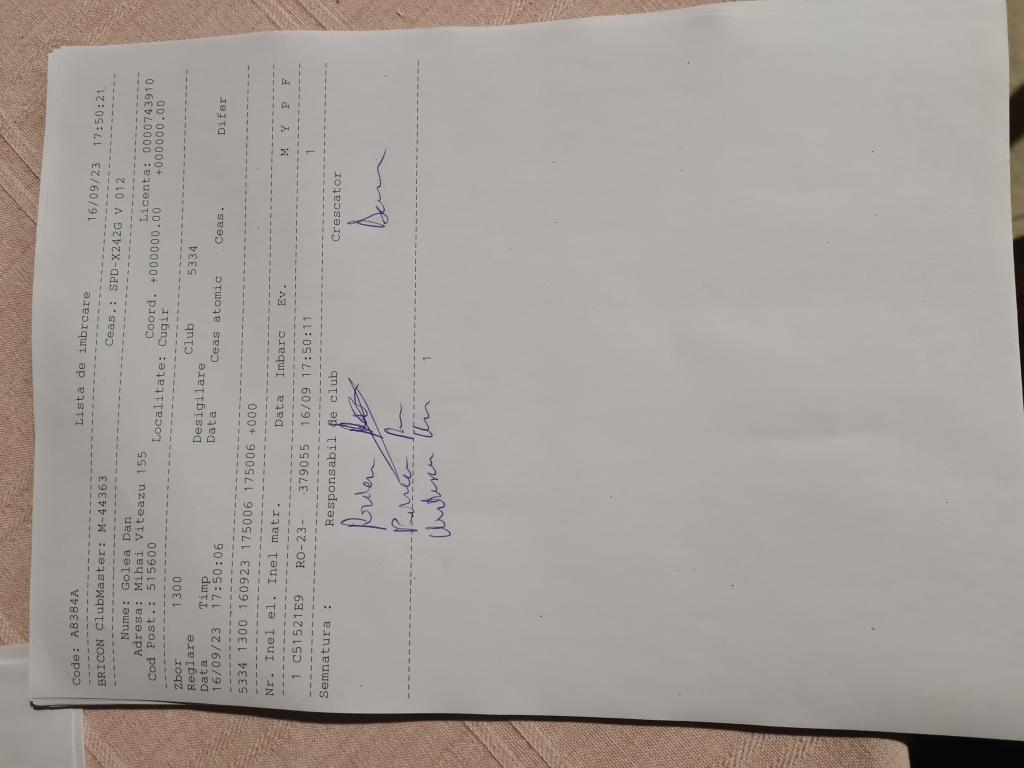 Code: A8384A Lista de imbrcare 16/09/23 17:50:21
BRICON ClubMaster: M-44363 Ceas.: SPD-X242G V 012
Nume: Golea Dan
Adresa: Mihai Viteazu 155 Licenta: 0000743910
Cod Post.: 515600 Coord. +000000.00 +000000.00
Localitate: Cugir
Zbor 1300 Club 5334
Reglare Desigilare
Data Timp Data Ceas atomic Ceas. Difer
16/09/23 17:50:06
5334 1300 160923 175006 175006 +000
Nr. Inel el. Inel matr. Data Imbarc Ev. M Y P F
1 C51521E9 RO-23- 379055 16/09 17:50:11 1
Semnatura : Responsabil de club Crescator
1